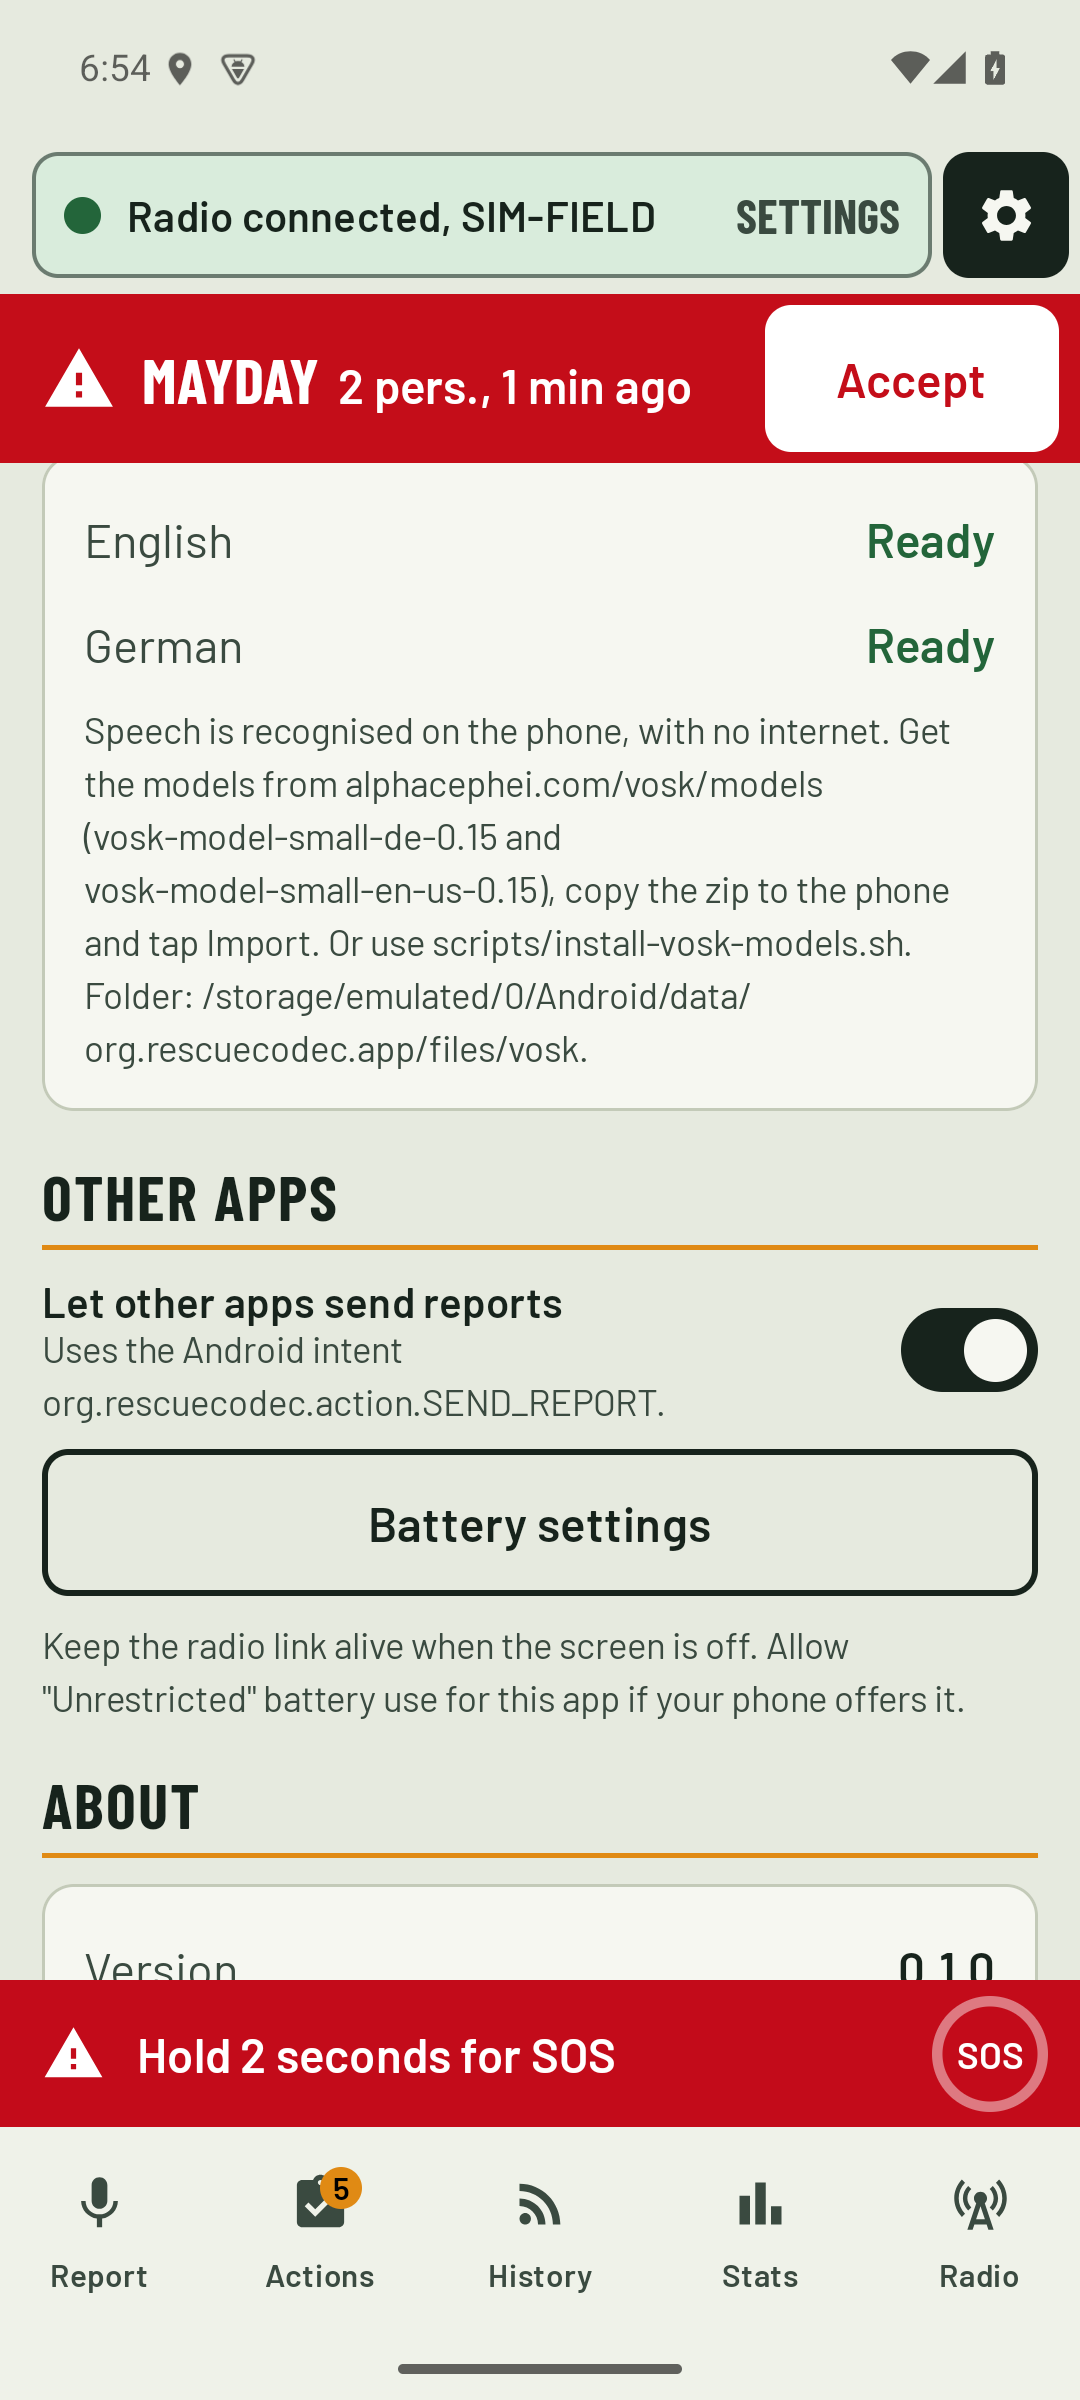 6:54
Radio connected, SIM-FIELD SETTINGS
MAYDAY 2 pers., 1 min ago Accept
English Ready
German Ready
Speech is recognised on the phone, with no internet. Get
the models from alphacephei.com/vosk/models
(vosk-model-small-de-0.15 and
vosk-model-small-en-us-0.15), copy the zip to the phone
and tap Import. Or use scripts/install-vosk-models.sh.
Folder: /storage/emulated/0/Android/data/
org.rescuecodec.app/files/vosk.
OTHER APPS
Let other apps send reports
Uses the Android intent
org.rescuecodec.action.SEND_REPORT.
Battery settings
Keep the radio link alive when the screen is off. Allow
"Unrestricted" battery use for this app if your phone offers it.
ABOUT
Version 0.1.0
Hold 2 seconds for SOS SOS
5
Report Actions History Stats Radio